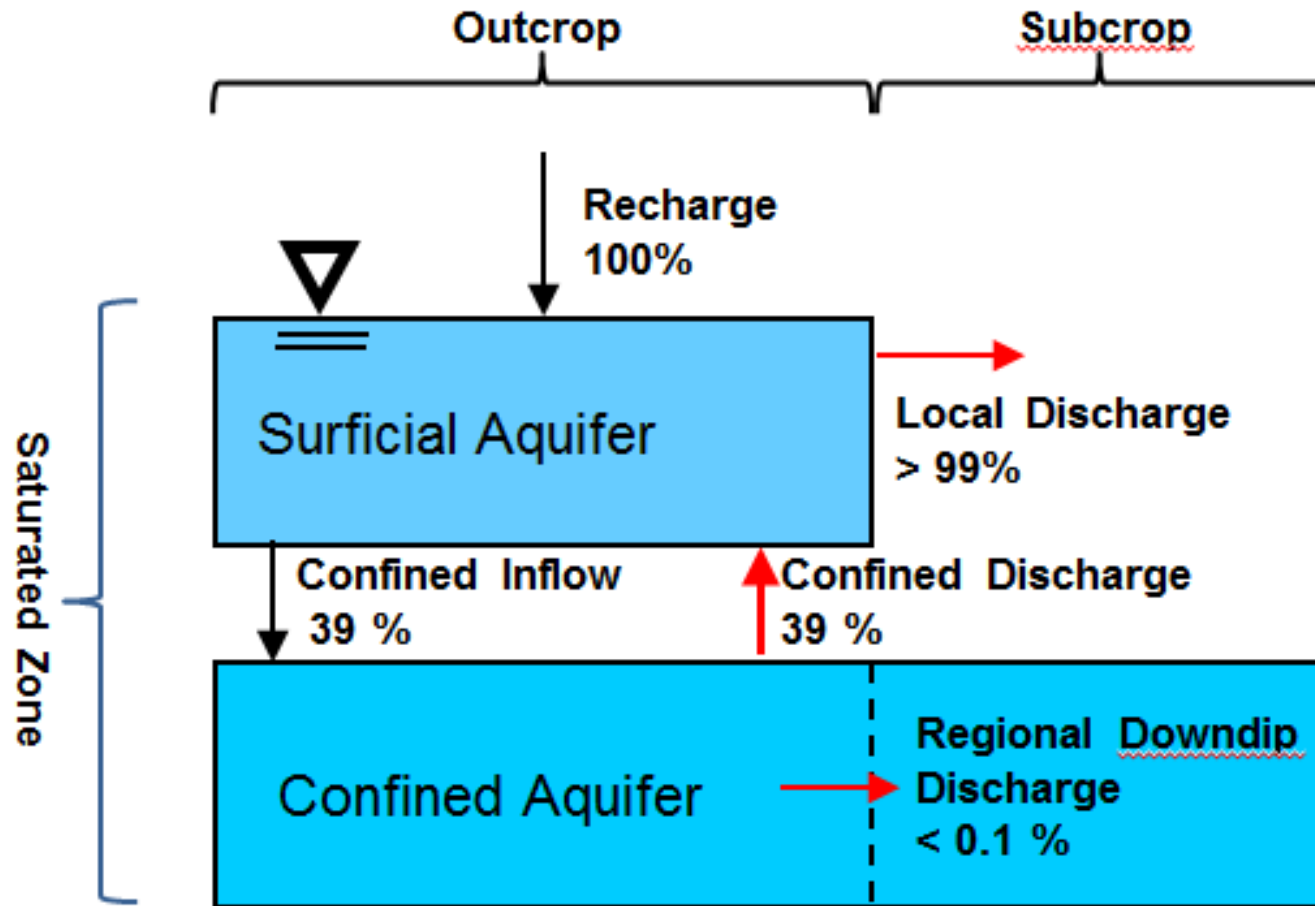 Outcrop
Subcrop
Recharge
100%
Surficial Aquifer
Local Discharge
> 99%
Saturated Zone
Confined Inflow
39 %
Confined Discharge
39 %
Confined Aquifer
Regional Downdip
Discharge
< 0.1 %